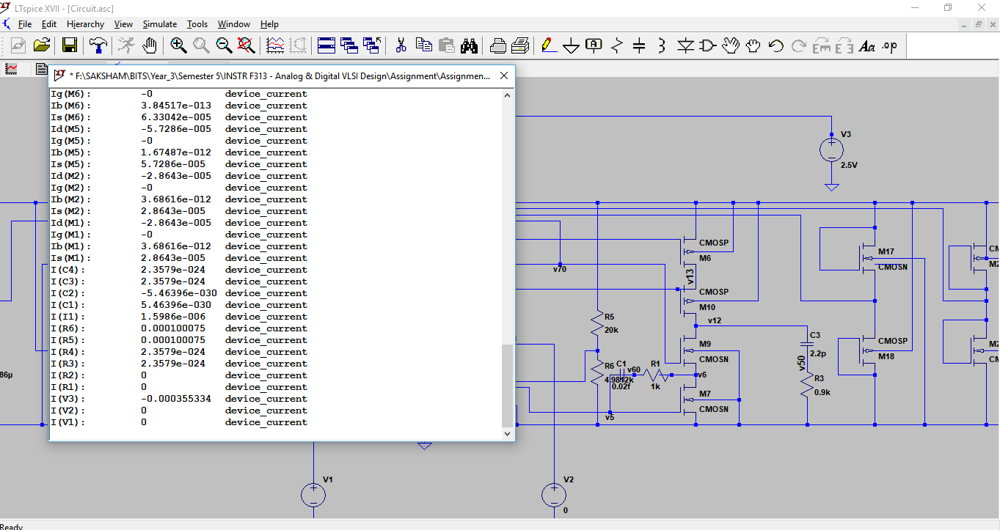 LTspice XVII - [Circuit.asc]
File Edit Hierarchy View Simulate Tools Window Help
A Aa .op
* F:\SAKSHAM\BITS\Year_3\Semester 5\INSTR F313 - Analog & Digital VLSI Design\Assignment\Assignmen...
Ig(M6): -0 device_current
Ib(M6): 3.84517e-013 device_current
Is(M6): 6.33042e-005 device_current
Id(M5): -5.7286e-005 device_current
Ig(M5): -0 device_current
Ib(M5): 1.67487e-012 device_current
Is(M5): 5.7286e-005 device_current
Id(M2): -2.8643e-005 device_current
Ig(M2): -0 device_current
Ib(M2): 3.68616e-012 device_current
Is(M2): 2.8643e-005 device_current
Id(M1): -2.8643e-005 device_current
Ig(M1): -0 device_current
Ib(M1): 3.68616e-012 device_current
Is(M1): 2.8643e-005 device_current
I(C4): 2.3579e-024 device_current
I(C3): 2.3579e-024 device_current
I(C2): -5.46396e-030 device_current
I(C1): 5.46396e-030 device_current
I(I1): 1.5986e-006 device_current
I(R6): 0.000100075 device_current
I(R5): 0.000100075 device_current
I(R4): 2.3579e-024 device_current
I(R3): 2.3579e-024 device_current
I(R2): 0 device_current
I(R1): 0 device_current
I(V3): -0.000355334 device_current
I(V2): 0 device_current
I(V1): 0 device_current
V3
2.5V
CMOSP
M6
v70
v13
CMOSP
M10
v12
R5
20k
M9
CMOSN
R6
4.9812k
C1
0.02f
v60
R1
1k
v6
M7
CMOSN
v5
C3
2.2p
v50
R3
0.9k
M17
CMOSN
CMOSP
M18
86µ
V1
V2
0
Ready